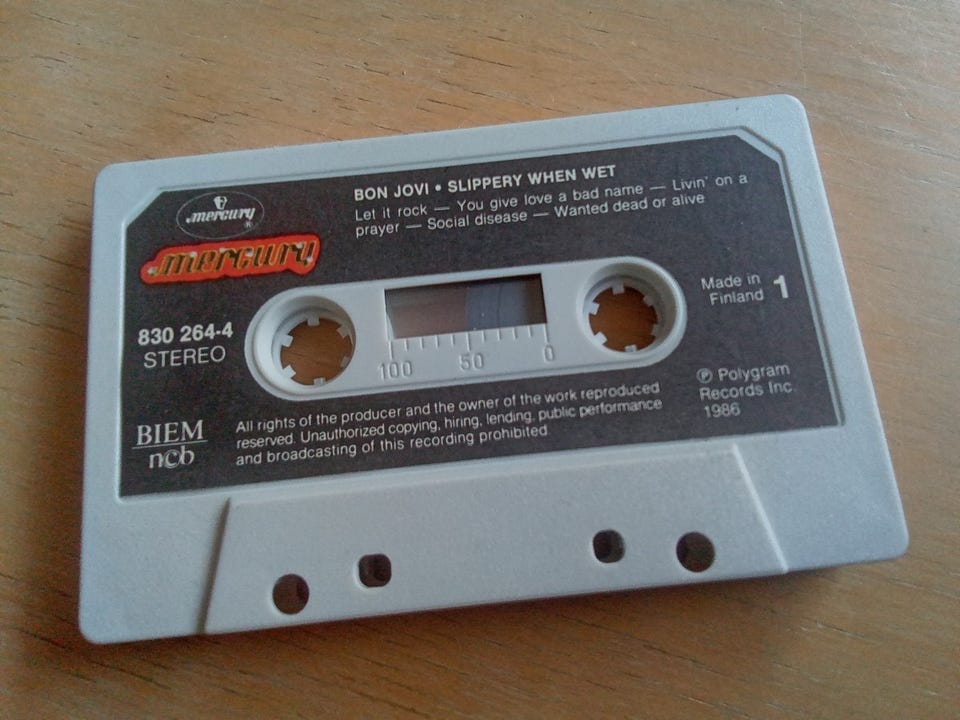 BON JOVI • SLIPPERY WHEN WET
Let it rock — You give love a bad name — Livin' on a
prayer — Social disease — Wanted dead or alive
mercury
®
mercury
830 264-4
STEREO
Made in
Finland
1
100 50 0
℗ Polygram
Records Inc
1986
BIEM
ncb
All rights of the producer and the owner of the work reproduced
reserved. Unauthorized copying, hiring, lending, public performance
and broadcasting of this recording prohibited